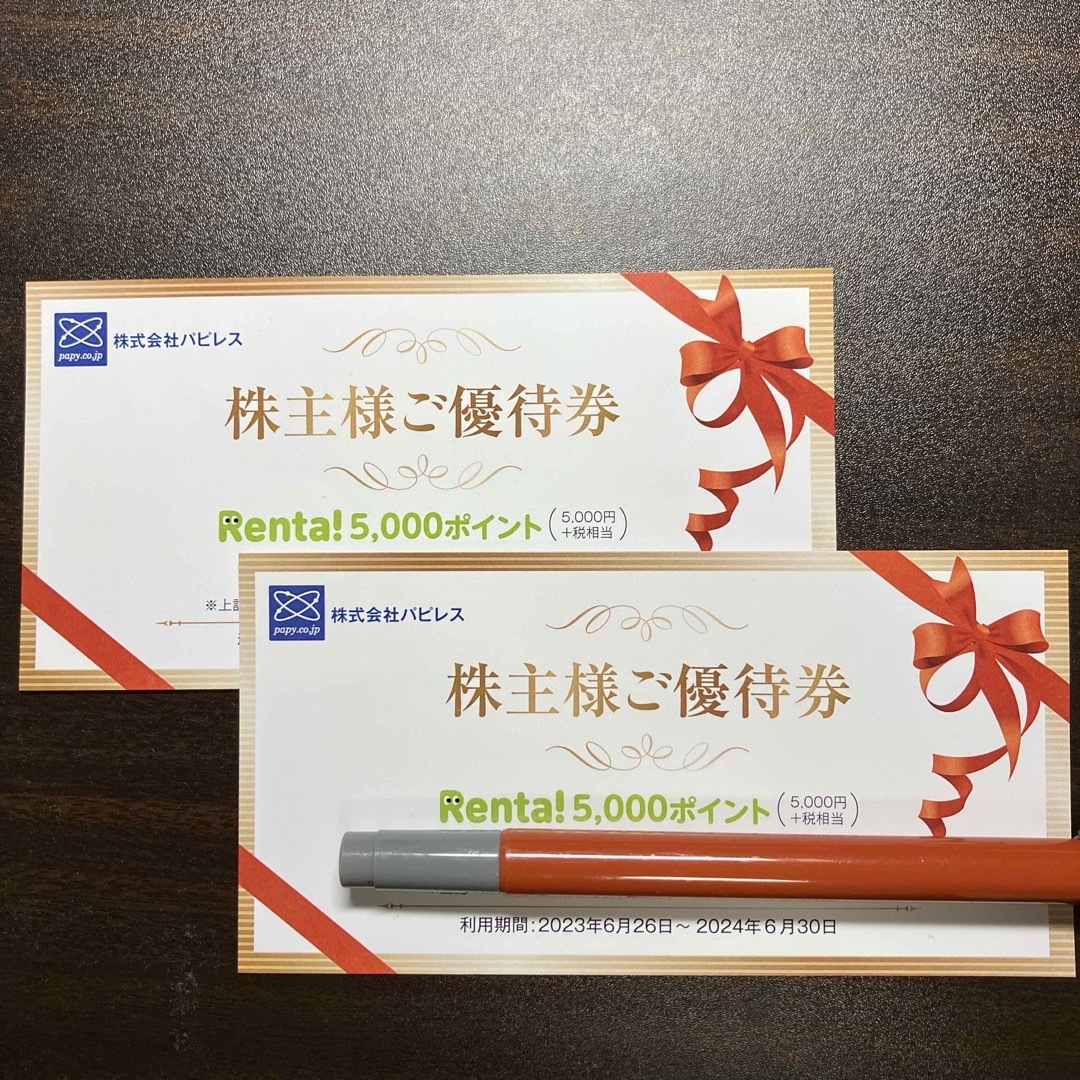 papy.co.jp
株式会社パピレス
株主様ご優待券
Renta! 5,000ポイント (5,000円
+税相当)
※上記
papy.co.jp
株式会社パピレス
株主様ご優待券
Renta! 5,000ポイント (5,000円
+税相当)
利用期間:2023年6月26日~ 2024年6月30日